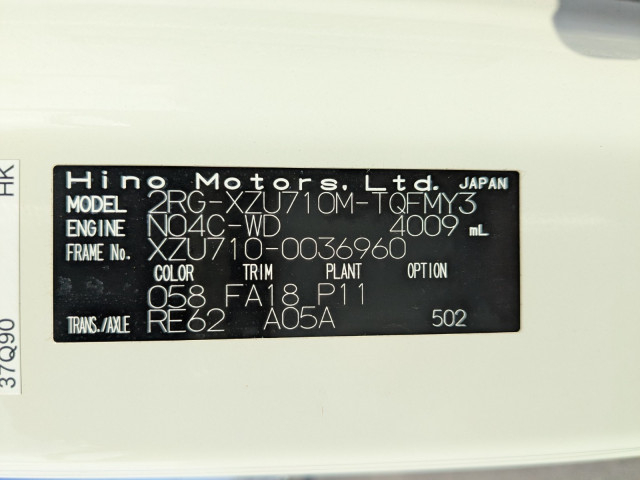 Hino Motors, Ltd. JAPAN
MODEL 2RG-XZU710M-TQFMY3
ENGINE N04C-WD 4009 mL
FRAME No. XZU710-0036960
COLOR TRIM PLANT OPTION
058 FA18 P11
TRANS./AXLE RE62 A05A 502
37Q90 HK